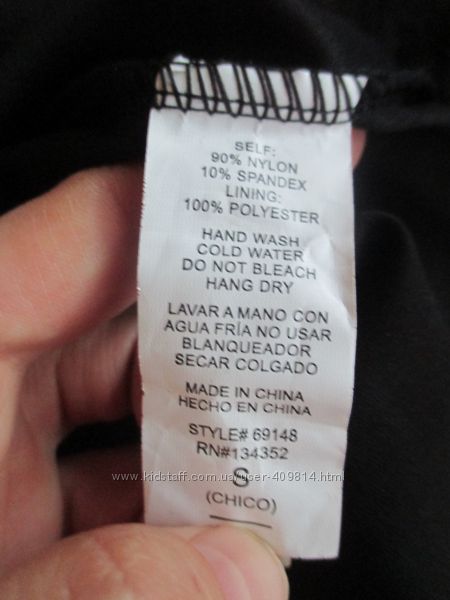 SELF:
90% NYLON
10% SPANDEX
LINING:
100% POLYESTER
HAND WASH
COLD WATER
DO NOT BLEACH
HANG DRY
LAVAR A MANO CON
AGUA FRÍA NO USAR
BLANQUEADOR
SECAR COLGADO
MADE IN CHINA
HECHO EN CHINA
STYLE# 69148
RN#134352
www.kidstaff.com.ua/user-409814.html
S
(CHICO)